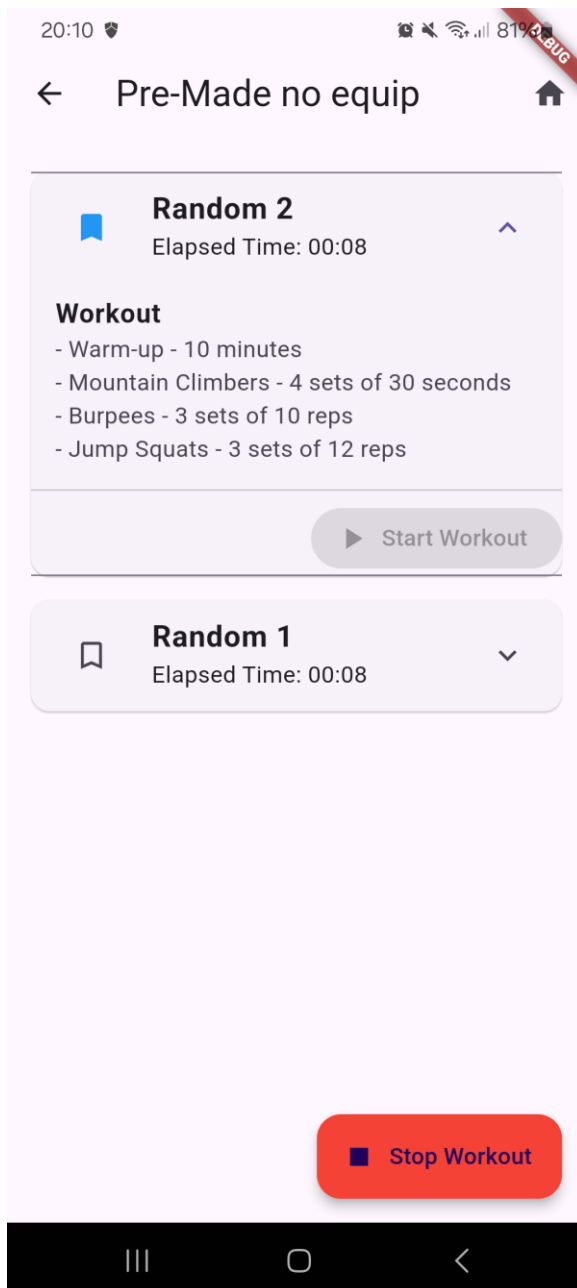 20:10
81%
DEBUG
Pre-Made no equip
Random 2
Elapsed Time: 00:08
Workout
- Warm-up - 10 minutes
- Mountain Climbers - 4 sets of 30 seconds
- Burpees - 3 sets of 10 reps
- Jump Squats - 3 sets of 12 reps
Start Workout
Random 1
Elapsed Time: 00:08
Stop Workout